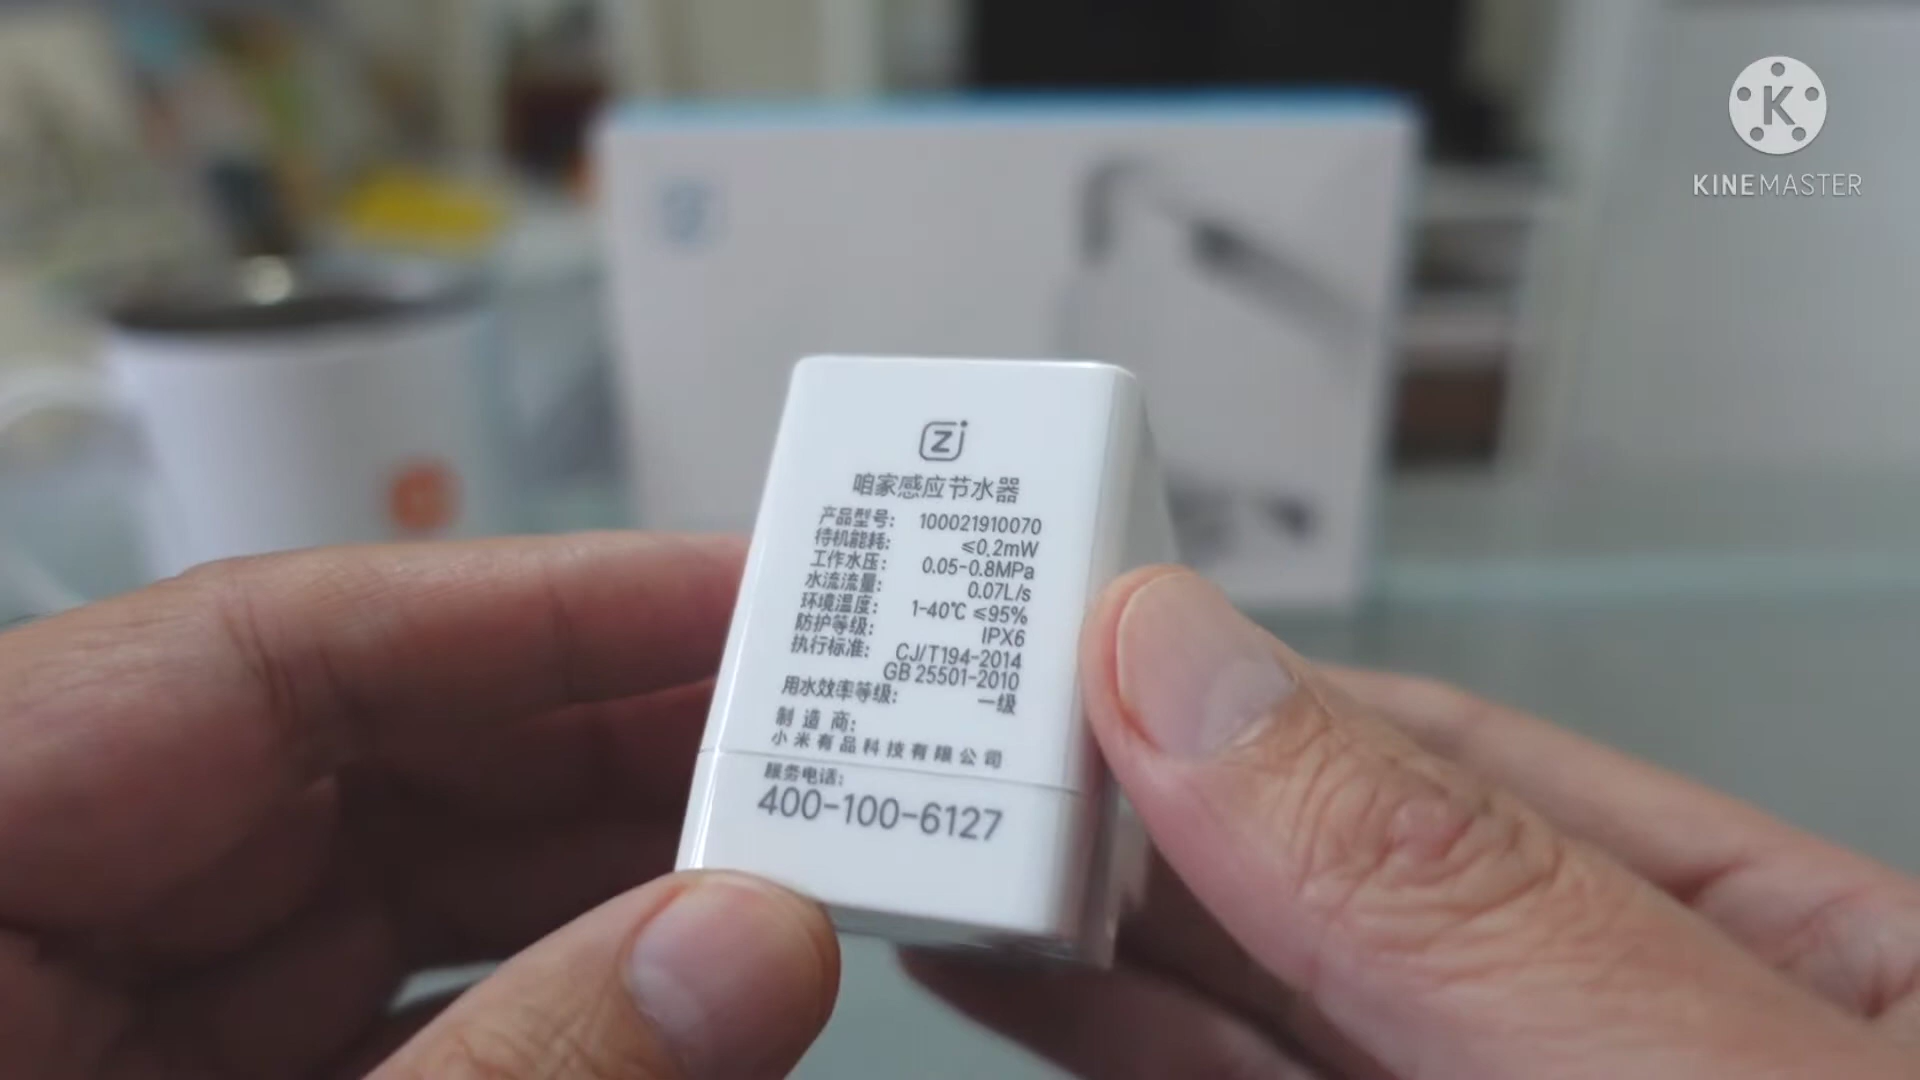 K
KINEMASTER
Zi
咱家感应节水器
产品型号: 100021910070
待机能耗: ≤0.2mW
工作水压: 0.05-0.8MPa
水流流量: 0.07L/s
环境温度: 1-40℃ ≤95%
防护等级: IPX6
执行标准: CJ/T194-2014
GB 25501-2010
用水效率等级: 一级
制造商:
小米有品科技有限公司
服务电话:
400-100-6127